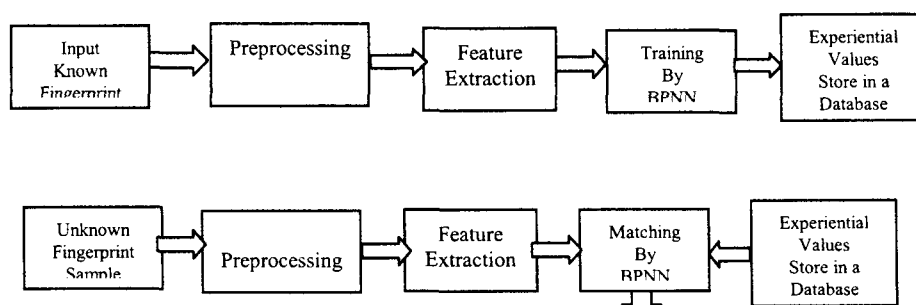 Input
Known
Fingerprint
Preprocessing
Feature
Extraction
Training
By
BPNN
Experiential
Values
Store in a
Database
Unknown
Fingerprint
Sample
Preprocessing
Feature
Extraction
Matching
By
BPNN
Experiential
Values
Store in a
Database